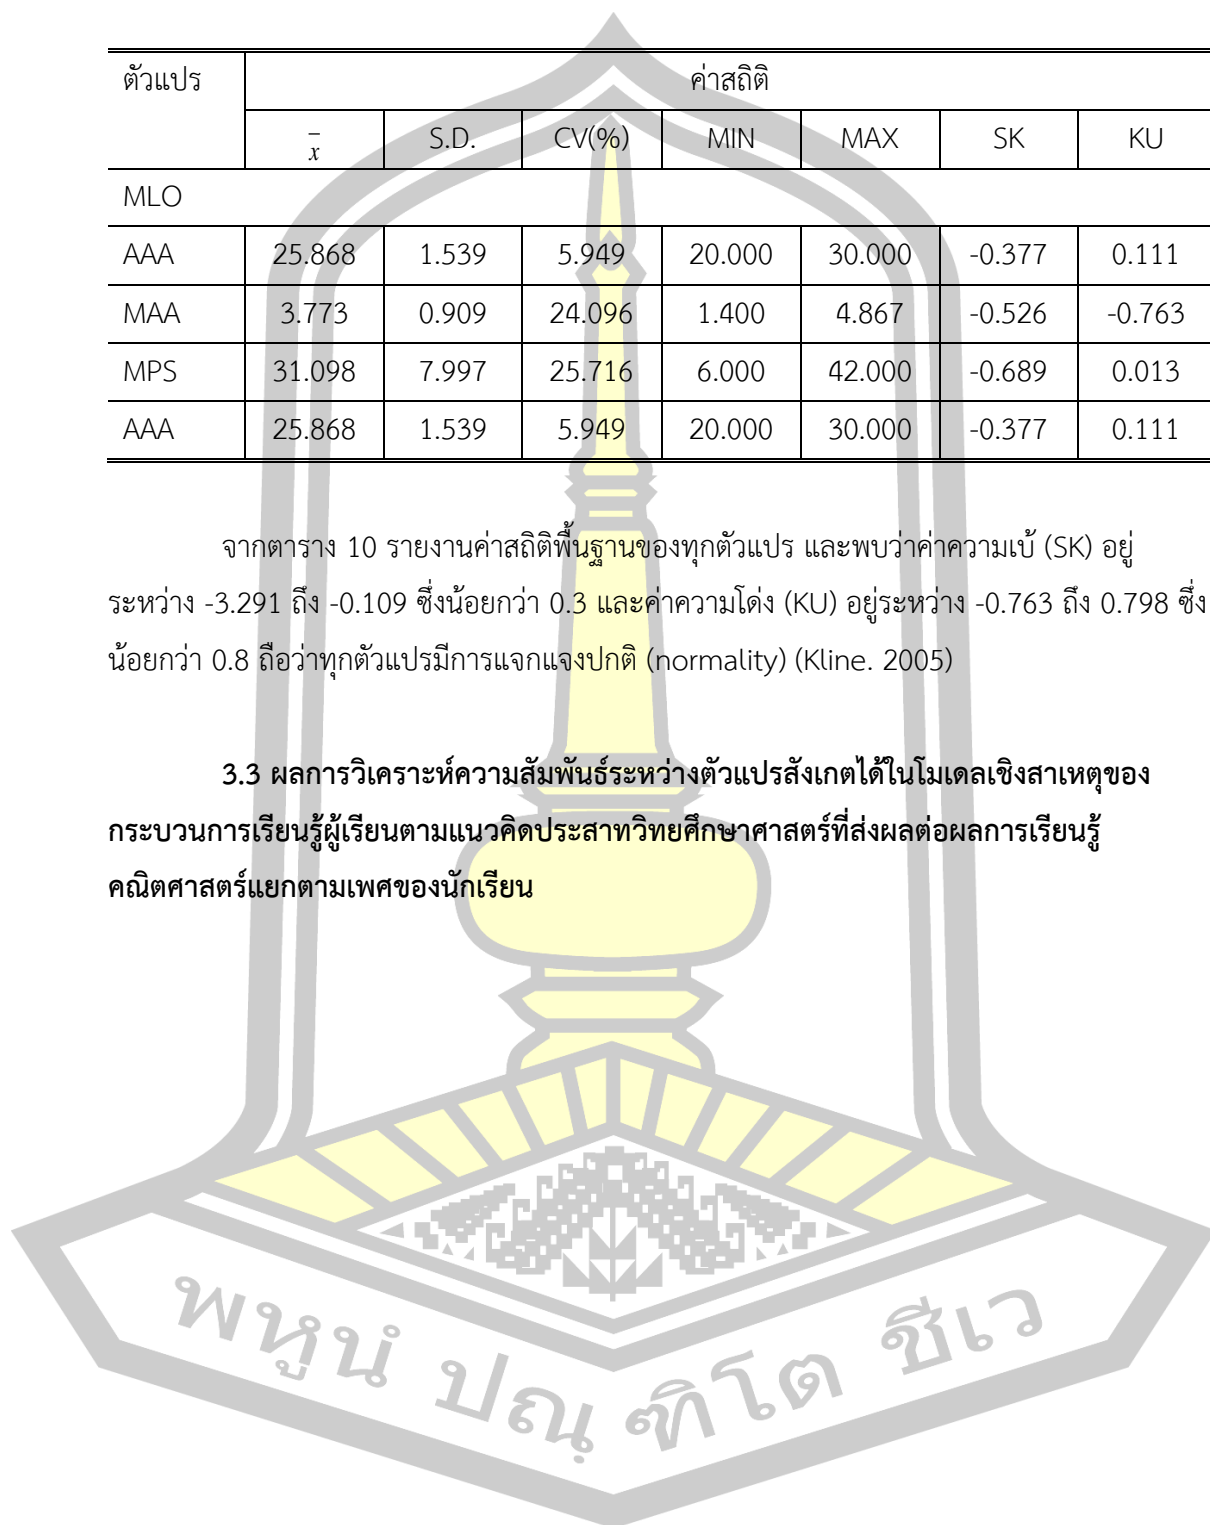 ตัวแปร ค่าสถิติ
x̄ S.D. CV(%) MIN MAX SK KU
MLO
AAA 25.868 1.539 5.949 20.000 30.000 -0.377 0.111
MAA 3.773 0.909 24.096 1.400 4.867 -0.526 -0.763
MPS 31.098 7.997 25.716 6.000 42.000 -0.689 0.013
AAA 25.868 1.539 5.949 20.000 30.000 -0.377 0.111
จากตาราง 10 รายงานค่าสถิติพื้นฐานของทุกตัวแปร และพบว่าค่าความเบ้ (SK) อยู่
ระหว่าง -3.291 ถึง -0.109 ซึ่งน้อยกว่า 0.3 และค่าความโด่ง (KU) อยู่ระหว่าง -0.763 ถึง 0.798 ซึ่ง
น้อยกว่า 0.8 ถือว่าทุกตัวแปรมีการแจกแจงปกติ (normality) (Kline. 2005)
3.3 ผลการวิเคราะห์ความสัมพันธ์ระหว่างตัวแปรสังเกตได้ในโมเดลเชิงสาเหตุของ
กระบวนการเรียนรู้ผู้เรียนตามแนวคิดประสาทวิทยศึกษาศาสตร์ที่ส่งผลต่อผลการเรียนรู้
คณิตศาสตร์แยกตามเพศของนักเรียน
พหูนํ ปณฺฑิโต ชีเว